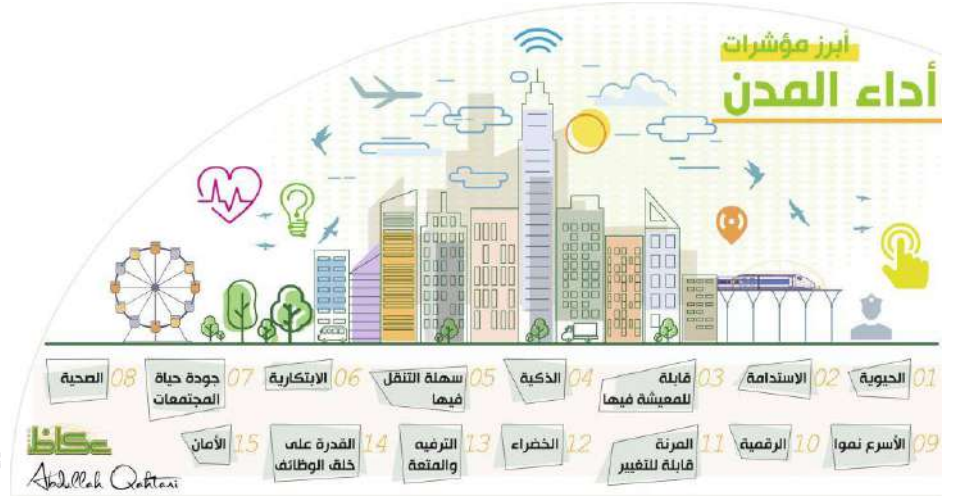 أبرز مؤشرات
أداء المدن
01 الحيوية
02 الاستدامة
03 قابلة
للمعيشة فيها
04 الذكية
05 سهلة التنقل
فيها
06 الابتكارية
07 جودة حياة
المجتمعات
08 الصحية
09 الأسرع نموا
10 الرقمية
11 المرنة
قابلة للتغيير
12 الخضراء
13 الترفيه
والمتعة
14 القدرة على
خلق الوظائف
15 الأمان
عكاظ
Abdullah Qahtani